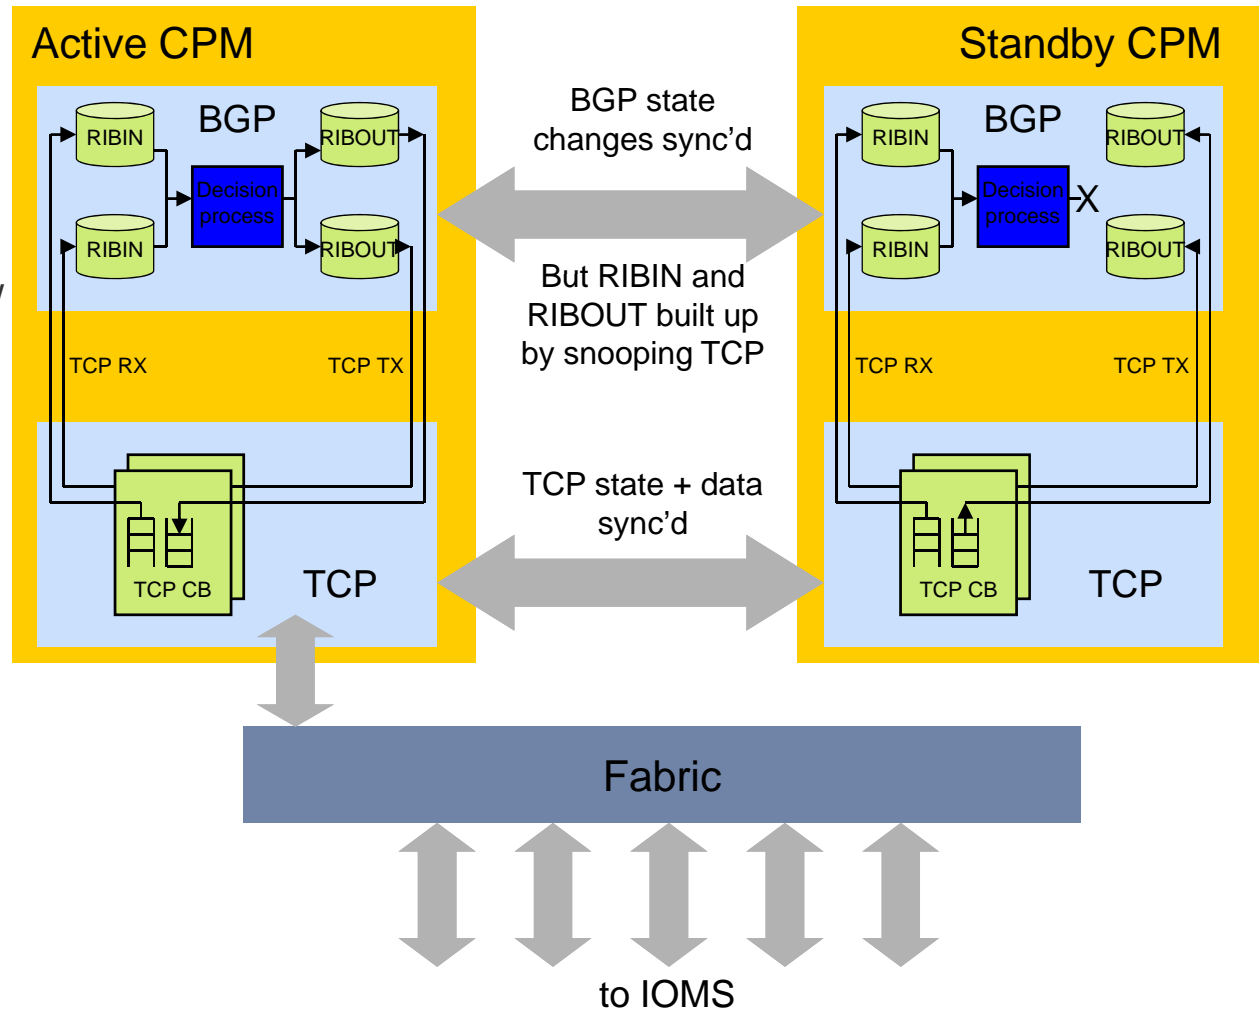 Active CPM
BGP
RIBIN
RIBOUT
Decision
process
RIBIN
RIBOUT
TCP RX
TCP TX
TCP CB
TCP
BGP state
changes sync’d
But RIBIN and
RIBOUT built up
by snooping TCP
TCP state + data
sync’d
Standby CPM
BGP
RIBIN
RIBOUT
Decision
process
X
RIBIN
RIBOUT
TCP RX
TCP TX
TCP CB
TCP
Fabric
to IOMS